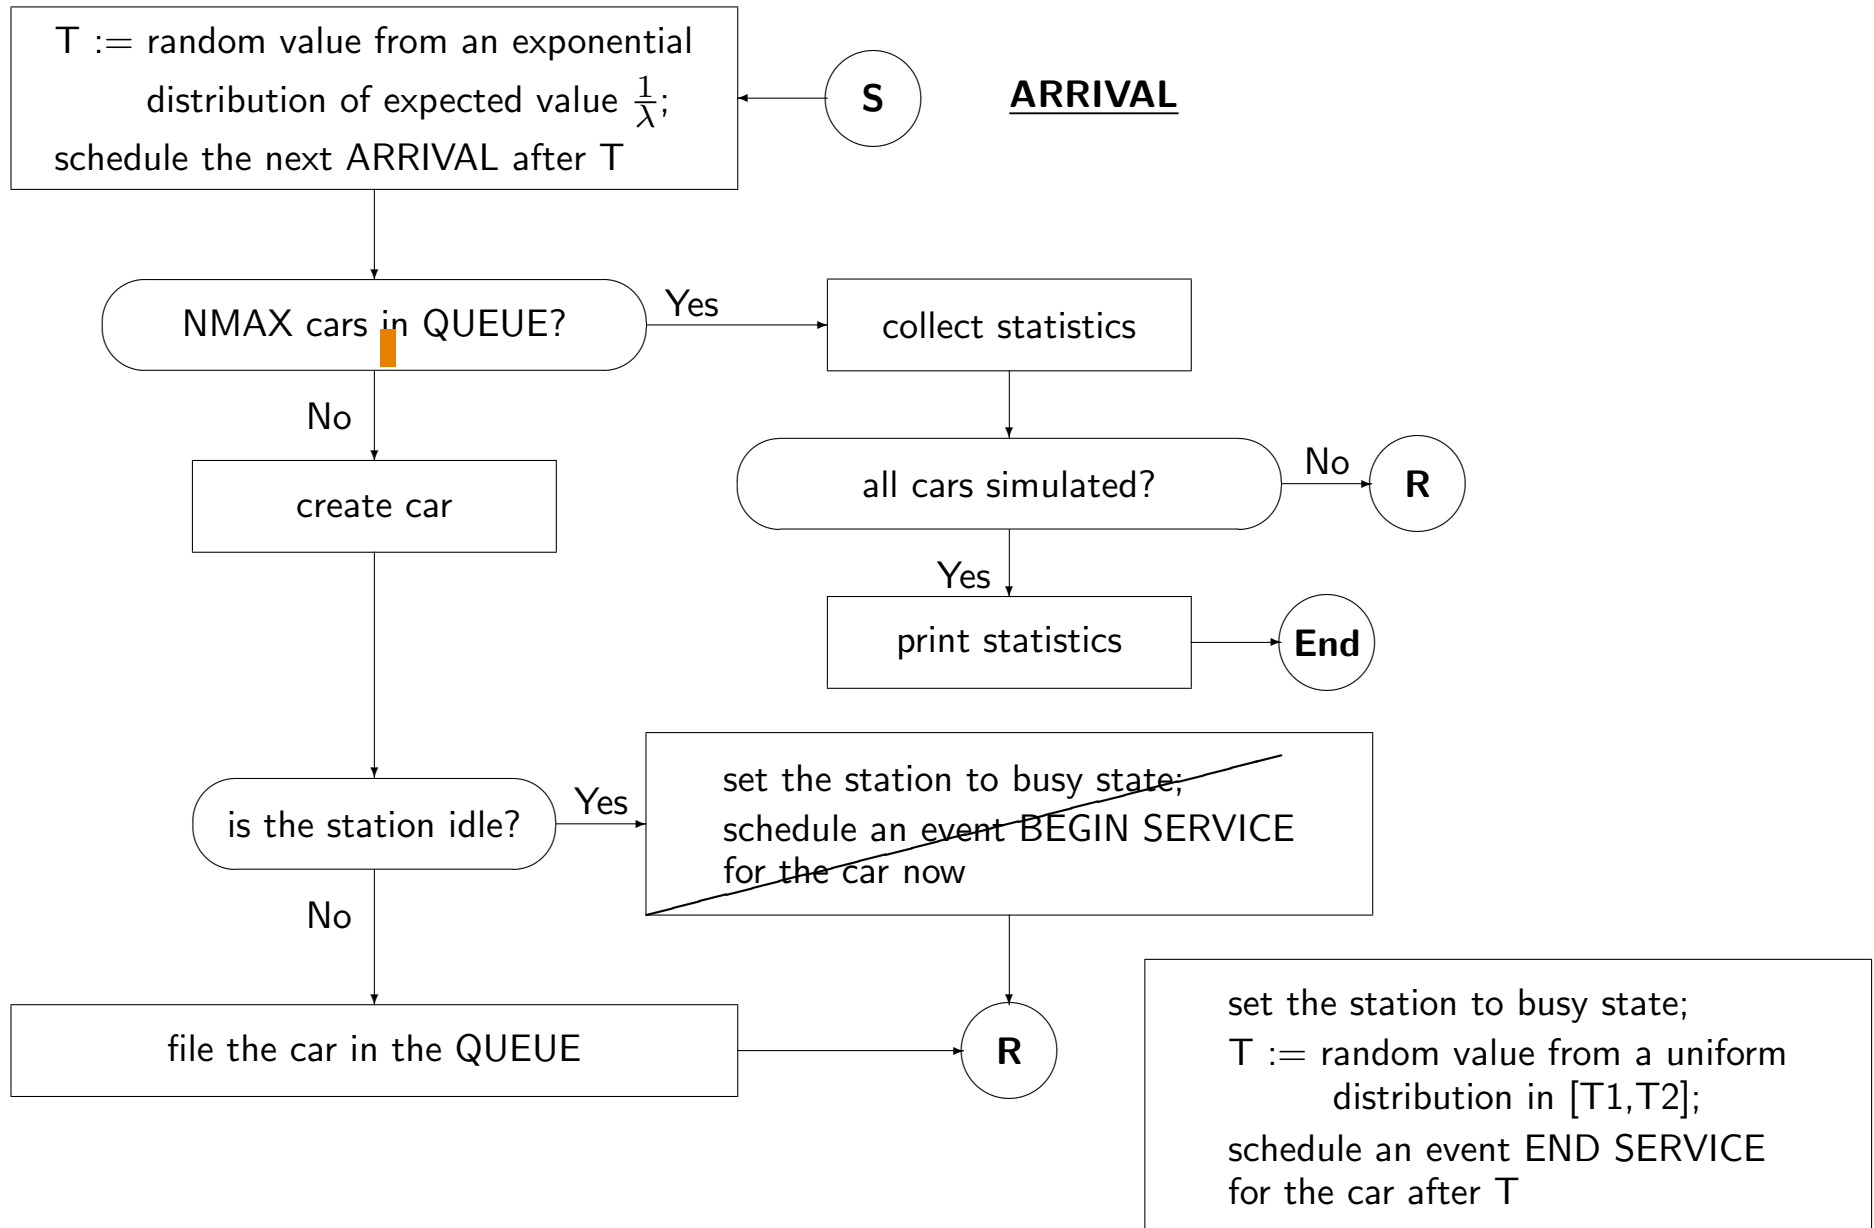 T := random value from an exponential
distribution of expected value 1/λ;
schedule the next ARRIVAL after T
S
ARRIVAL
NMAX cars in QUEUE?
Yes
collect statistics
No
create car
all cars simulated?
No
R
Yes
print statistics
End
is the station idle?
Yes
set the station to busy state;
schedule an event BEGIN SERVICE
for the car now
No
file the car in the QUEUE
R
set the station to busy state;
T := random value from a uniform
distribution in [T1,T2];
schedule an event END SERVICE
for the car after T